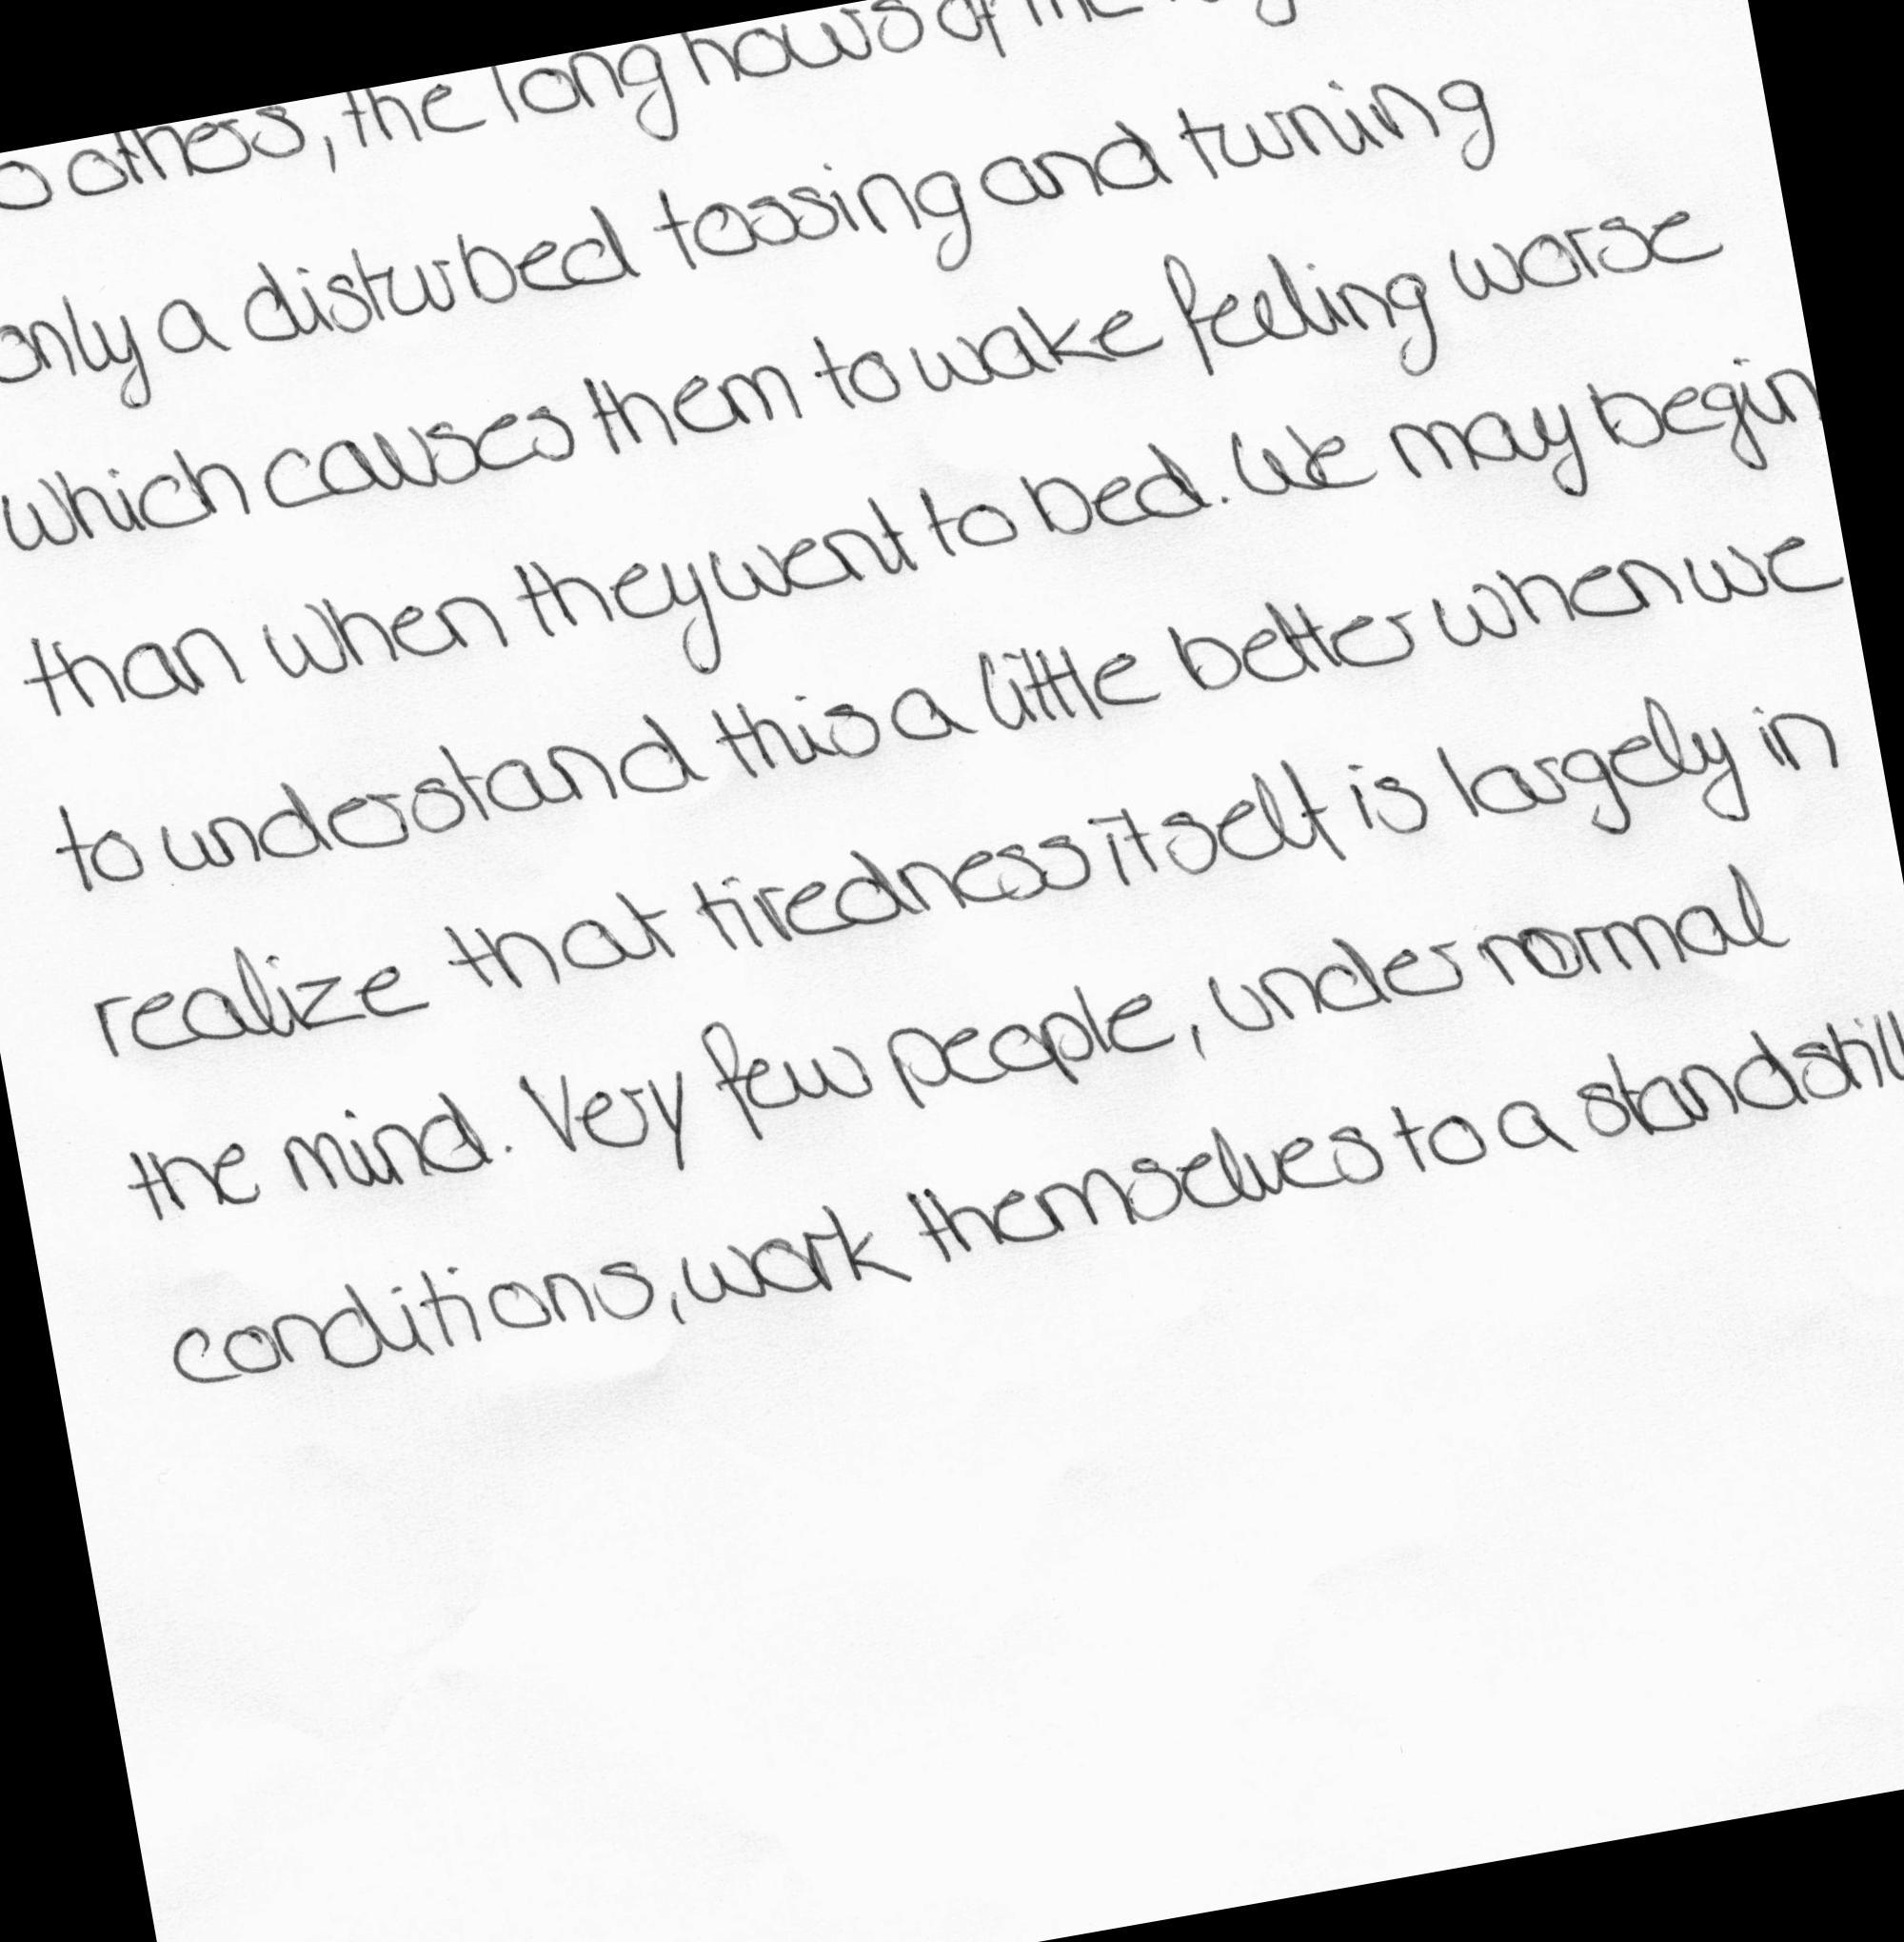 others, the long hours of the
only a disturbed tossing and turning
which causes them to wake feeling worse
than when they went to bed. We may begin
to understand this a little better when we
realize that tiredness itself is largely in
the mind. Very few people, under normal
conditions, work themselves to a standstill